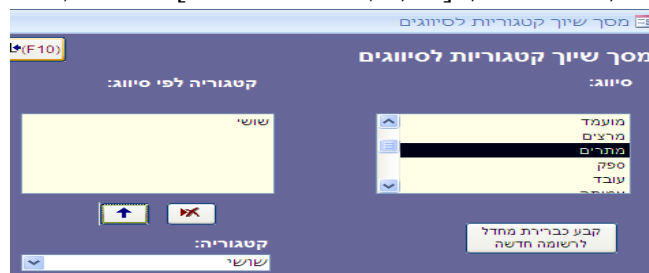 מסך שיוך קטגוריות לסיווגים
מסך שיוך קטגוריות לסיווגים
(F10)
סיווג:
קטגוריה לפי סיווג:
מועמד
מרצים
מתרים
ספק
עובד
שושי
קבע כברירת מחדל
לרשומה חדשה
קטגוריה:
שושי